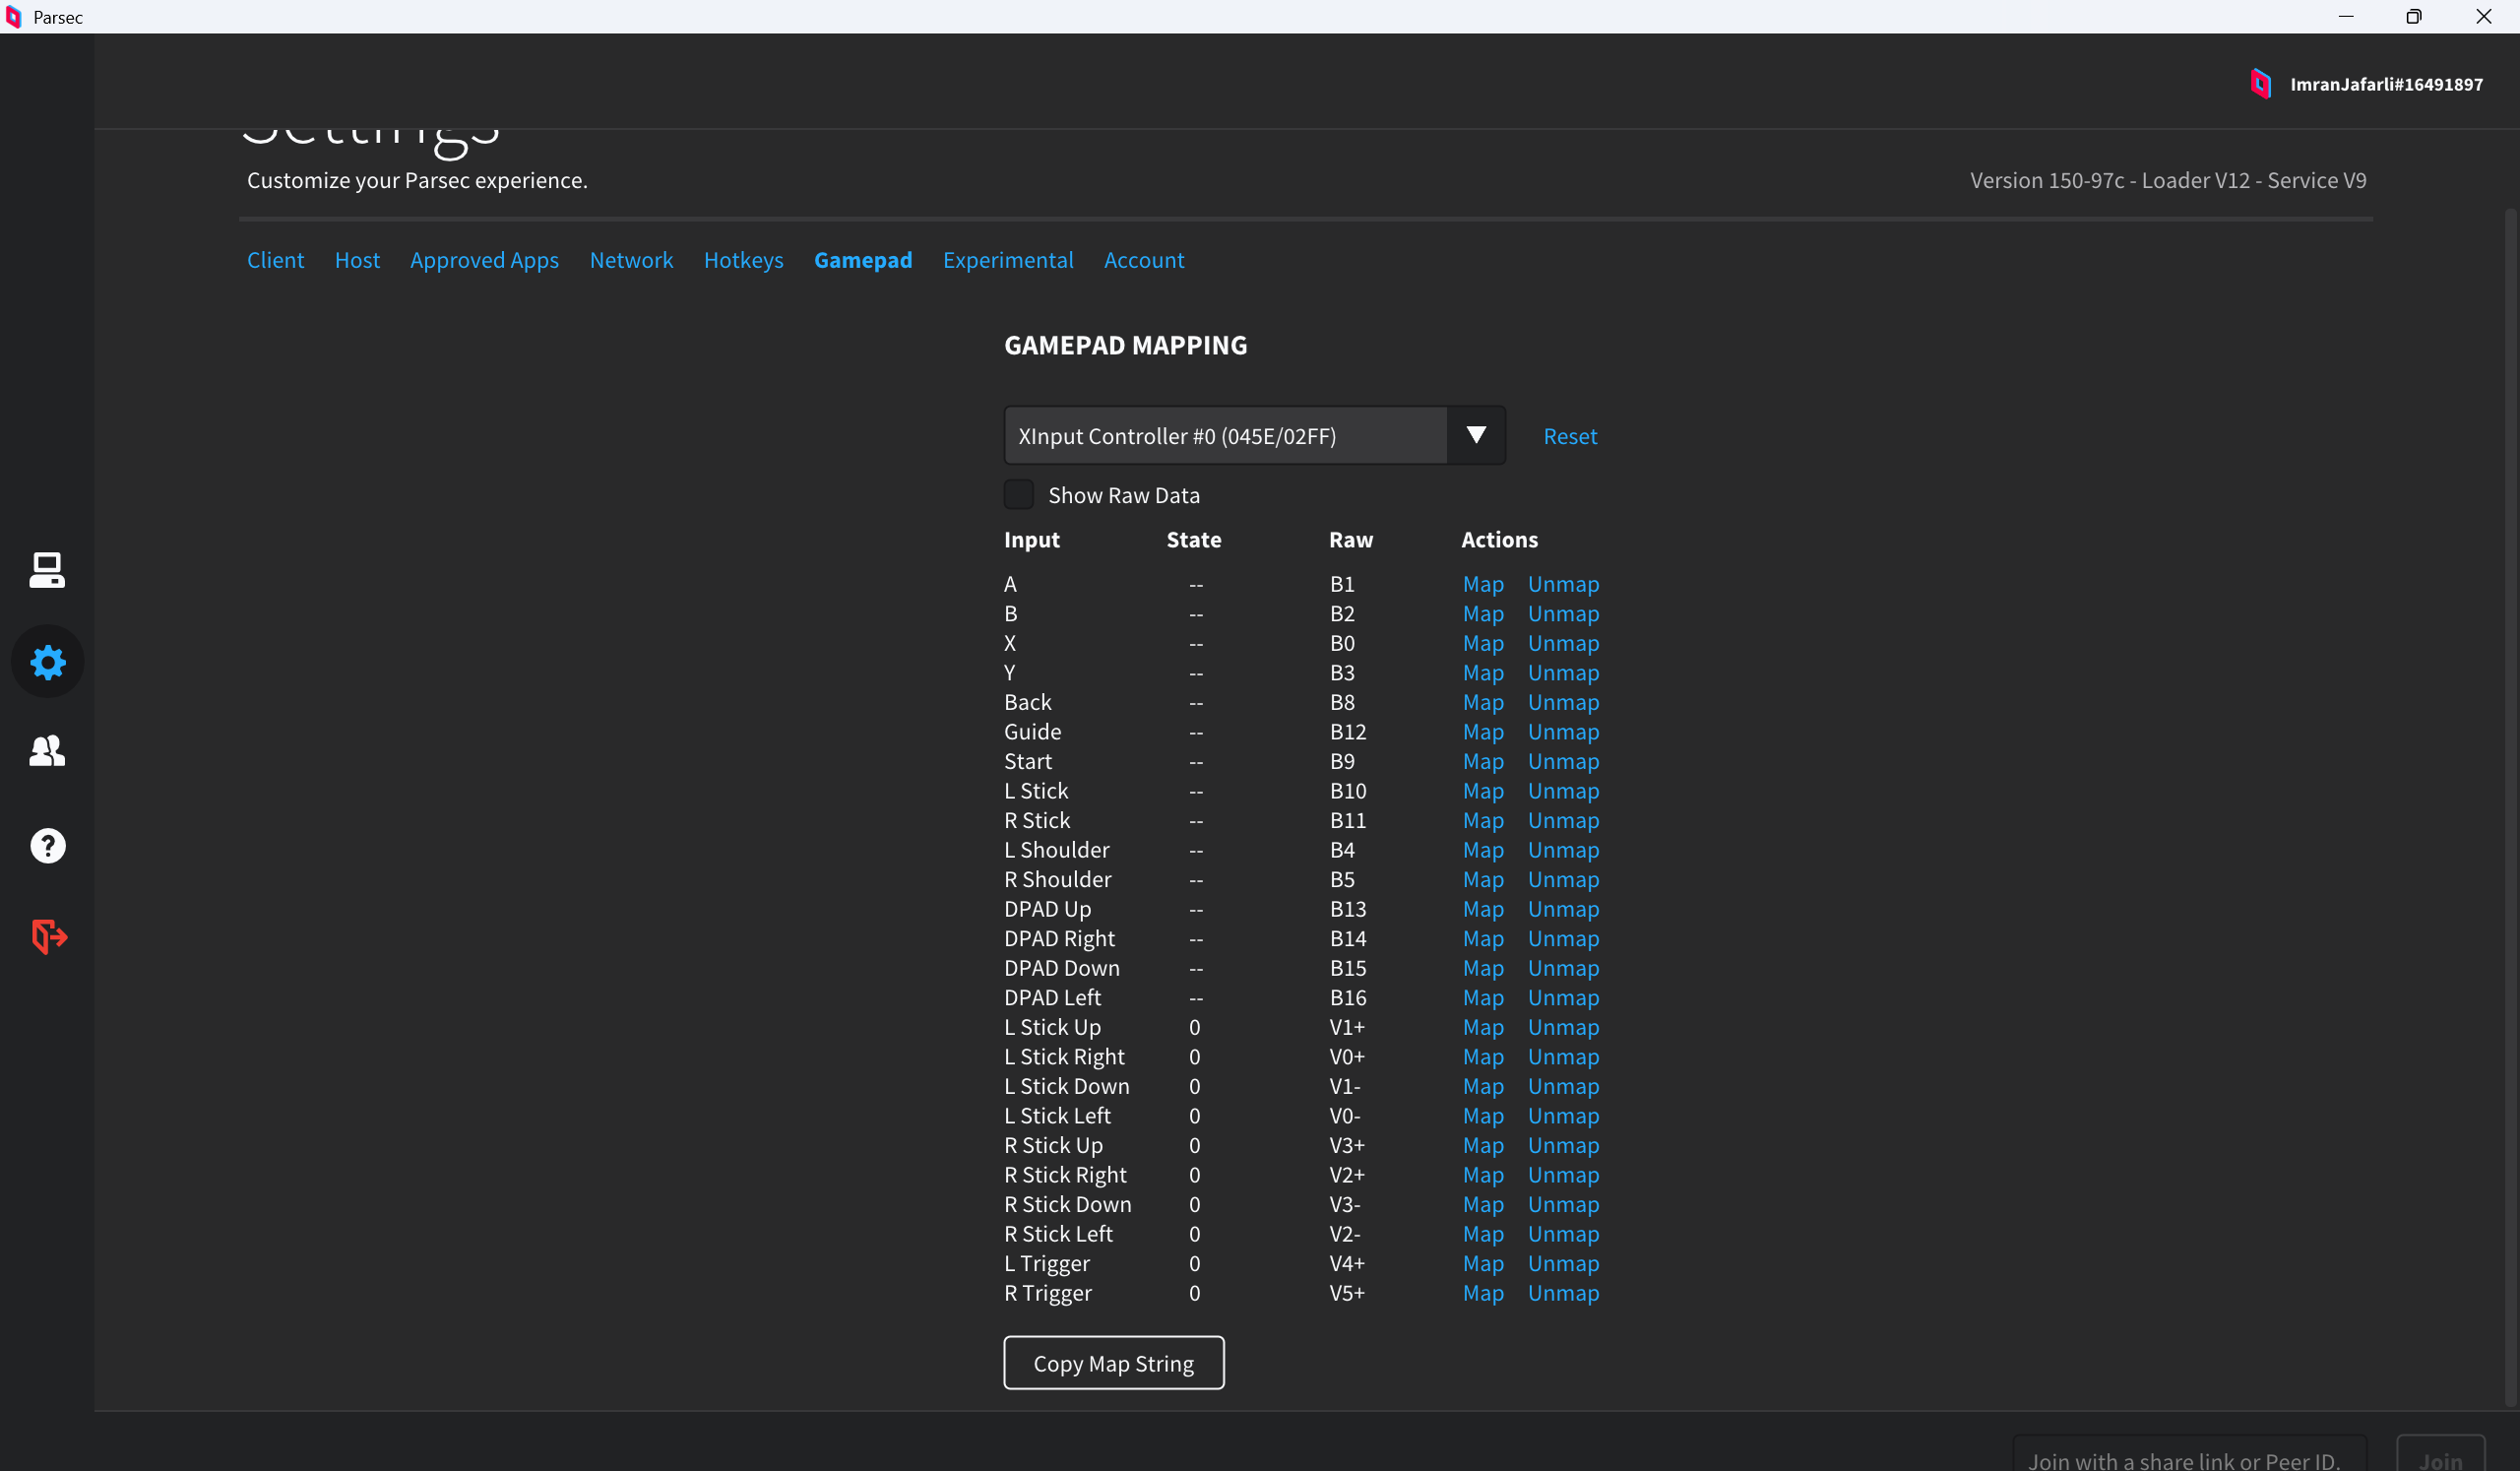 Parsec
ImranJafarli#16491897
Settings
Customize your Parsec experience.
Version 150-97c - Loader V12 - Service V9
Client Host Approved Apps Network Hotkeys Gamepad Experimental Account
GAMEPAD MAPPING
XInput Controller #0 (045E/02FF) Reset
Show Raw Data
Input State Raw Actions
A -- B1 Map Unmap
B -- B2 Map Unmap
X -- B0 Map Unmap
Y -- B3 Map Unmap
Back -- B8 Map Unmap
Guide -- B12 Map Unmap
Start -- B9 Map Unmap
L Stick -- B10 Map Unmap
R Stick -- B11 Map Unmap
L Shoulder -- B4 Map Unmap
R Shoulder -- B5 Map Unmap
DPAD Up -- B13 Map Unmap
DPAD Right -- B14 Map Unmap
DPAD Down -- B15 Map Unmap
DPAD Left -- B16 Map Unmap
L Stick Up 0 V1+ Map Unmap
L Stick Right 0 V0+ Map Unmap
L Stick Down 0 V1- Map Unmap
L Stick Left 0 V0- Map Unmap
R Stick Up 0 V3+ Map Unmap
R Stick Right 0 V2+ Map Unmap
R Stick Down 0 V3- Map Unmap
R Stick Left 0 V2- Map Unmap
L Trigger 0 V4+ Map Unmap
R Trigger 0 V5+ Map Unmap
Copy Map String
Join with a share link or Peer ID. Join